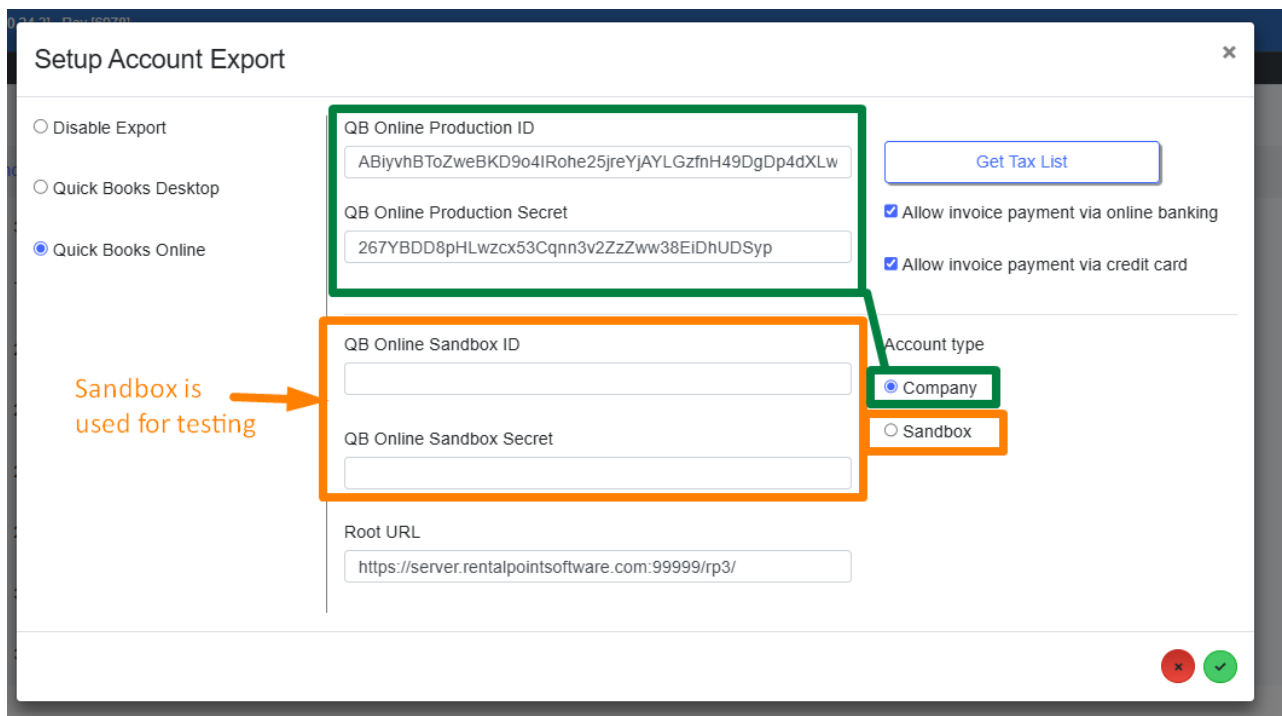 Setup Account Export
×
Disable Export
Quick Books Desktop
Quick Books Online
QB Online Production ID
ABiyvhBToZweBKD9o4IRohe25jreYjAYLGzfnH49DgDp4dXLw
QB Online Production Secret
267YBDD8pHLwzcx53Cqnn3v2ZzZww38EiDhUDSyp
Get Tax List
Allow invoice payment via online banking
Allow invoice payment via credit card
QB Online Sandbox ID
QB Online Sandbox Secret
Sandbox is
used for testing
Account type
Company
Sandbox
Root URL
https://server.rentalpointsoftware.com:99999/rp3/